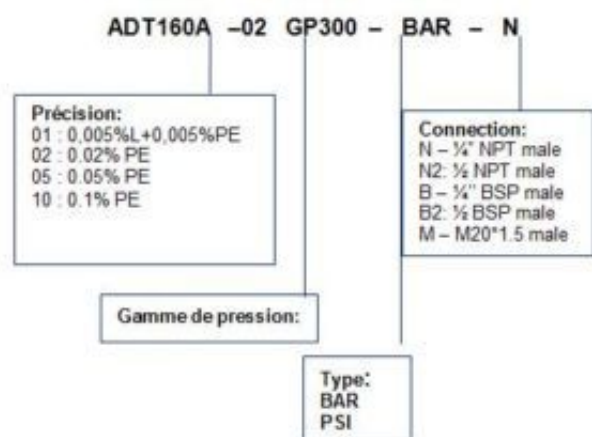 ADT160A –02 GP300 – BAR – N
Précision:
01 : 0,005%L+0,005%PE
02 : 0.02% PE
05 : 0.05% PE
10 : 0.1% PE
Connection:
N – ¼" NPT male
N2: ½ NPT male
B – ¼" BSP male
B2: ½ BSP male
M – M20*1.5 male
Gamme de pression:
Type:
BAR
PSI